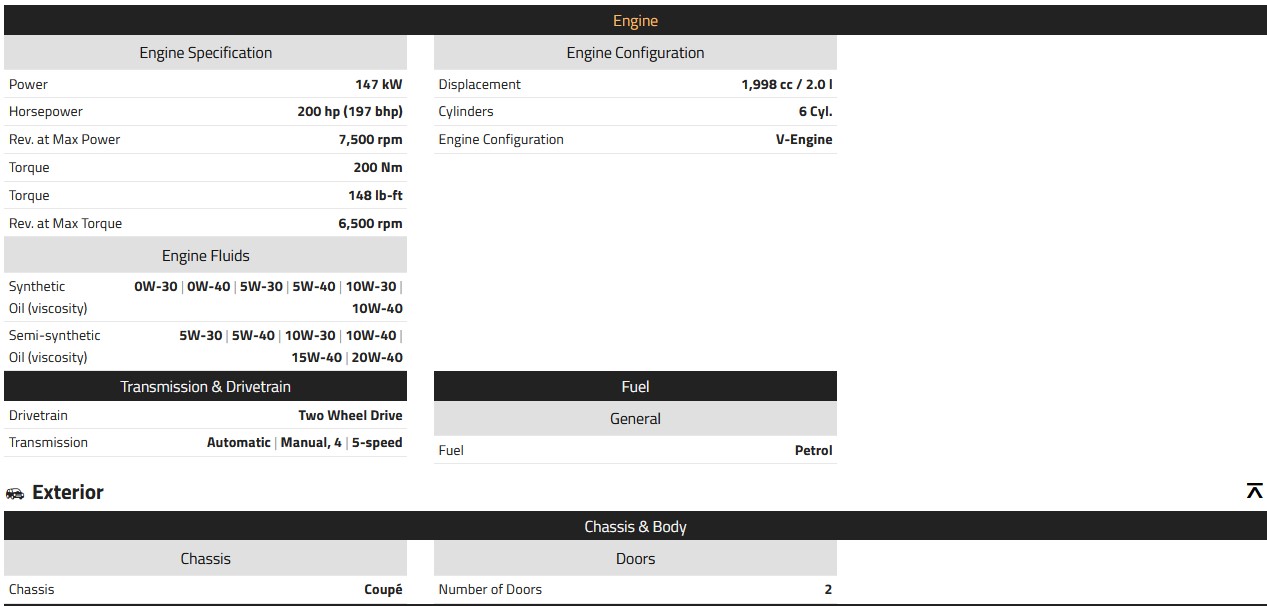 Engine
Engine Specification
Power 147 kW
Horsepower 200 hp (197 bhp)
Rev. at Max Power 7,500 rpm
Torque 200 Nm
Torque 148 lb-ft
Rev. at Max Torque 6,500 rpm
Engine Fluids
Synthetic 0W-30 | 0W-40 | 5W-30 | 5W-40 | 10W-30 |
Oil (viscosity) 10W-40
Semi-synthetic 5W-30 | 5W-40 | 10W-30 | 10W-40 |
Oil (viscosity) 15W-40 | 20W-40
Engine Configuration
Displacement 1,998 cc / 2.0 l
Cylinders 6 Cyl.
Engine Configuration V-Engine
Transmission & Drivetrain
Drivetrain Two Wheel Drive
Transmission Automatic | Manual, 4 | 5-speed
Fuel
General
Fuel Petrol
Exterior
Chassis & Body
Chassis
Chassis Coupé
Doors
Number of Doors 2